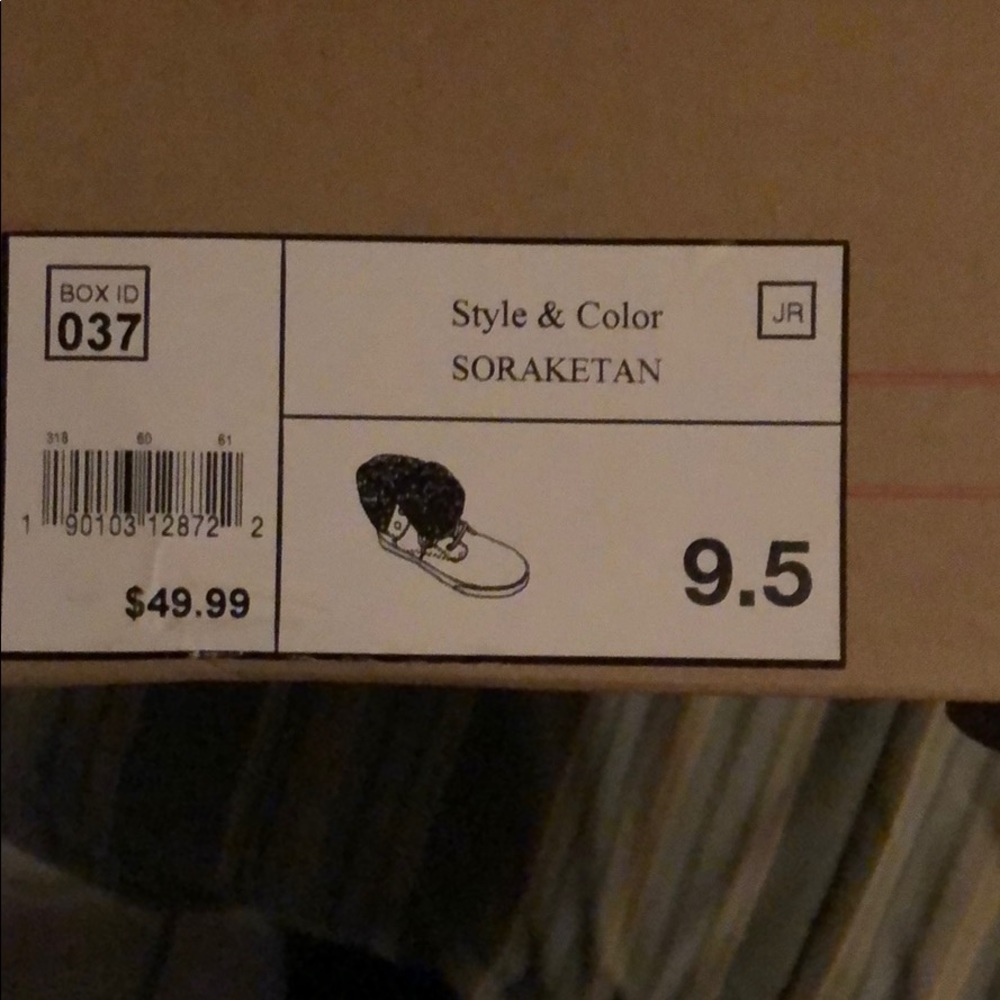 BOX ID
037
318 60 61
1 90103 12872 2
$49.99
Style & Color
SORAKETAN
JR
9.5